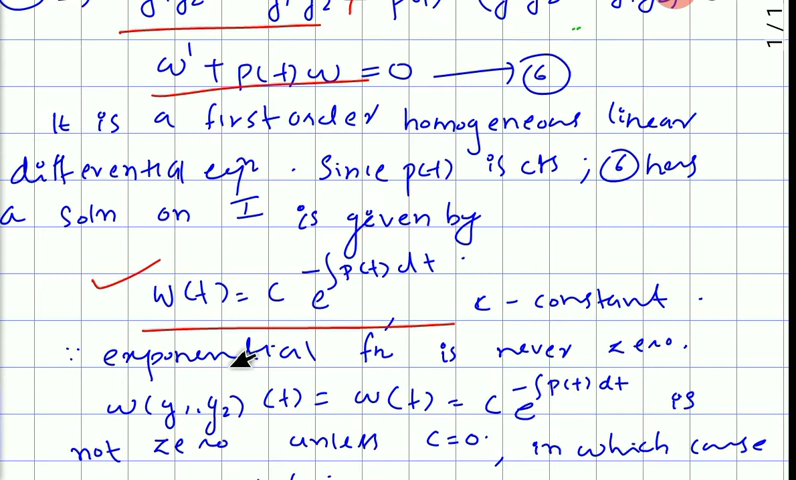 w' + p(t) w = 0 ⟶ ⑥
It is a first order homogeneous linear
differential eqn. Since p(t) is cts ; ⑥ has
a soln on I is given by
w(t) = c e^{-∫p(t)dt} , c - constant.
∵ exponential fn is never zero.
w(y₁,y₂)(t) = w(t) = c e^{-∫p(t)dt} is
not zero unless c=0, in which case
1/1